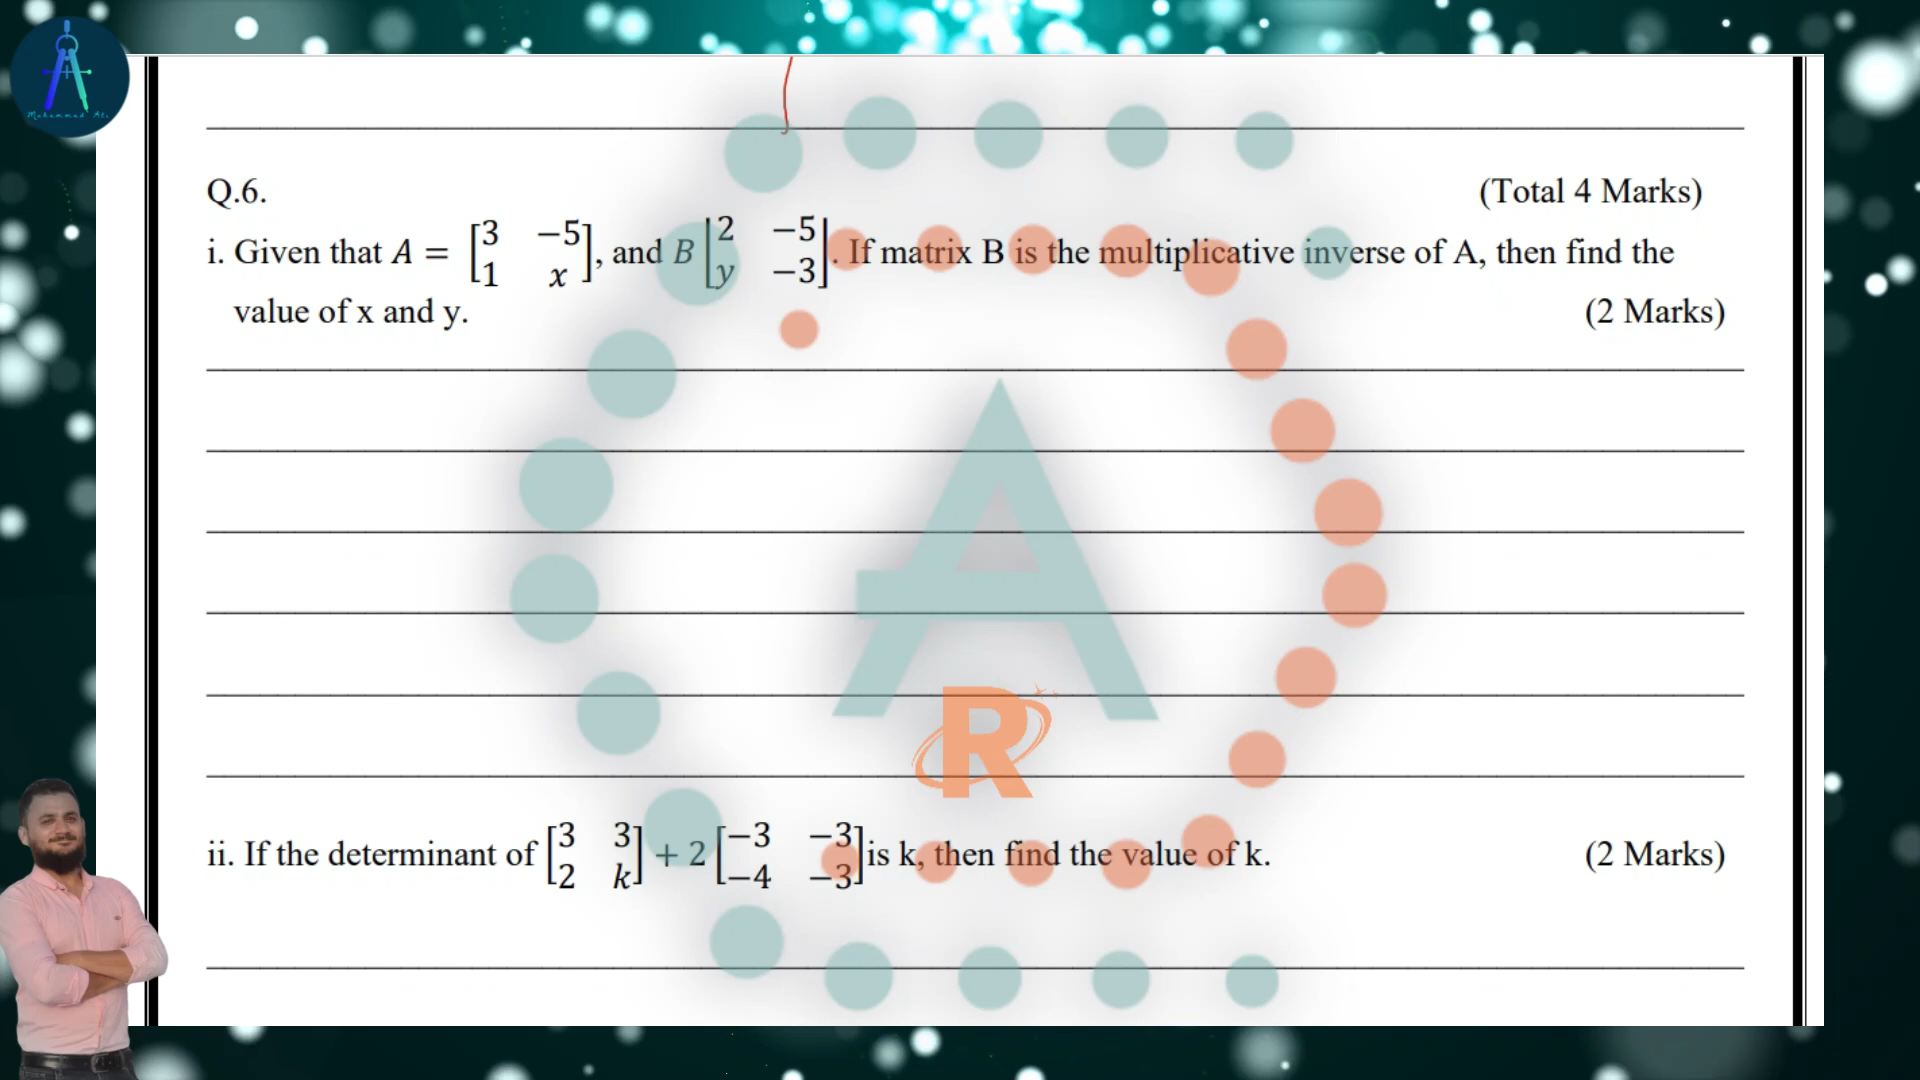 Mohammad Ali
Q.6. (Total 4 Marks)
i. Given that A = [3 −5; 1 x], and B [2 −5; y −3]. If matrix B is the multiplicative inverse of A, then find the
value of x and y. (2 Marks)
A
R
ii. If the determinant of [3 3; 2 k] + 2 [−3 −3; −4 −3] is k, then find the value of k. (2 Marks)